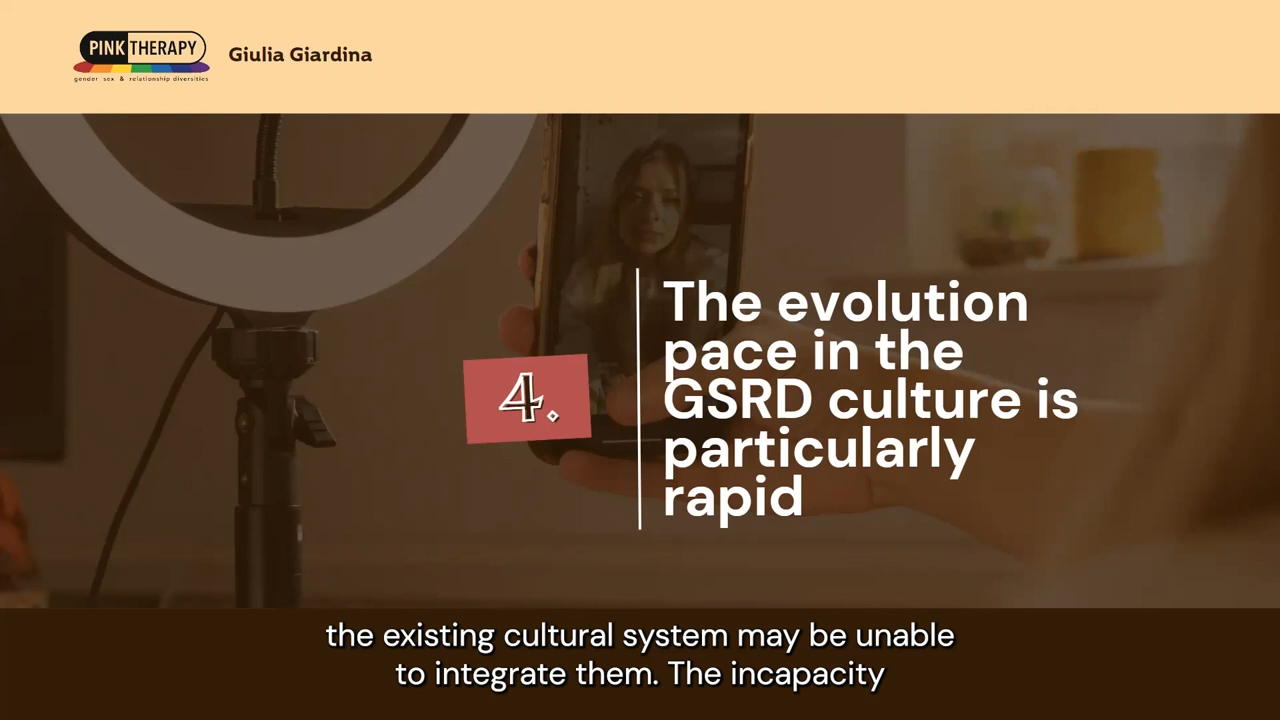 PINK THERAPY
gender sex & relationship diversities
Giulia Giardina
4.
The evolution
pace in the
GSRD culture is
particularly
rapid
the existing cultural system may be unable
to integrate them. The incapacity